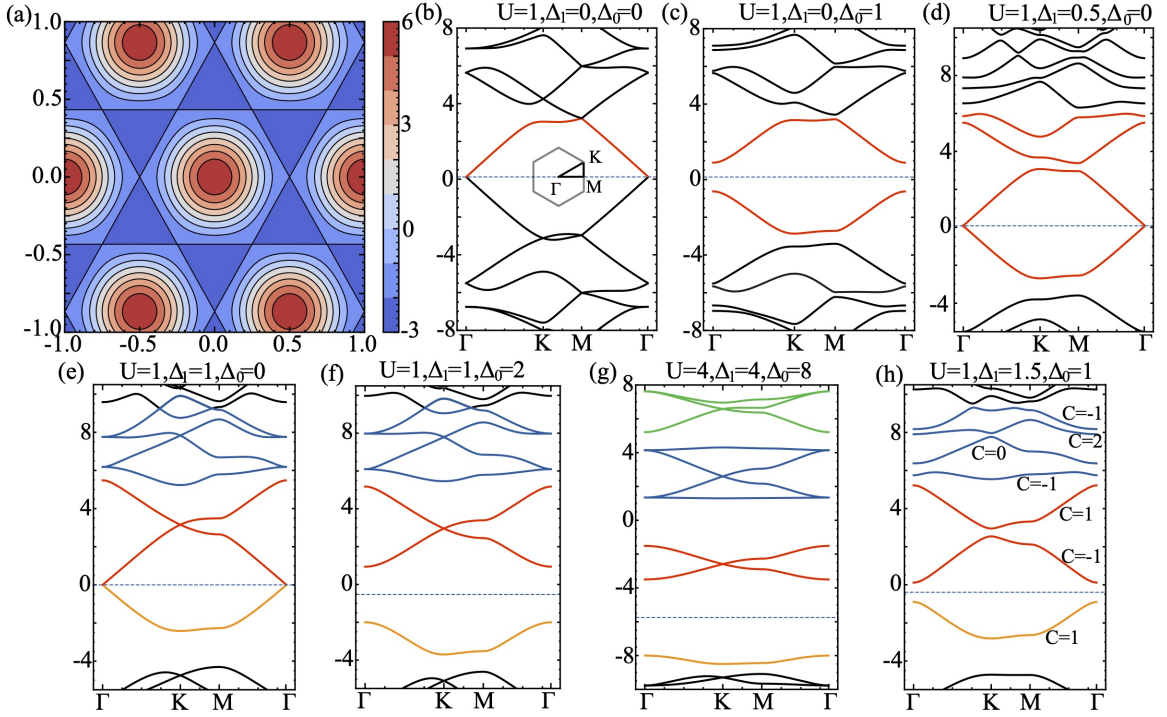 (a)
1.0
0.5
0.0
-0.5
-1.0
-1.0
-0.5
0.0
0.5
1.0
6
3
0
-3
(b)
U=1,Δ₁=0,Δ₀=0
8
4
0
-4
-8
K
Γ
M
Γ
K
M
Γ
(c)
U=1,Δ₁=0,Δ₀=1
8
4
0
-4
-8
Γ
K
M
Γ
(d)
U=1,Δ₁=0.5,Δ₀=0
8
4
0
-4
Γ
K
M
Γ
(e)
U=1,Δ₁=1,Δ₀=0
8
4
0
-4
Γ
K
M
Γ
(f)
U=1,Δ₁=1,Δ₀=2
8
4
0
-4
Γ
K
M
Γ
(g)
U=4,Δ₁=4,Δ₀=8
8
4
0
-4
-8
Γ
K
M
Γ
(h)
U=1,Δ₁=1.5,Δ₀=1
8
4
0
-4
C=-1
C=2
C=0
C=-1
C=1
C=-1
C=1
Γ
K
M
Γ